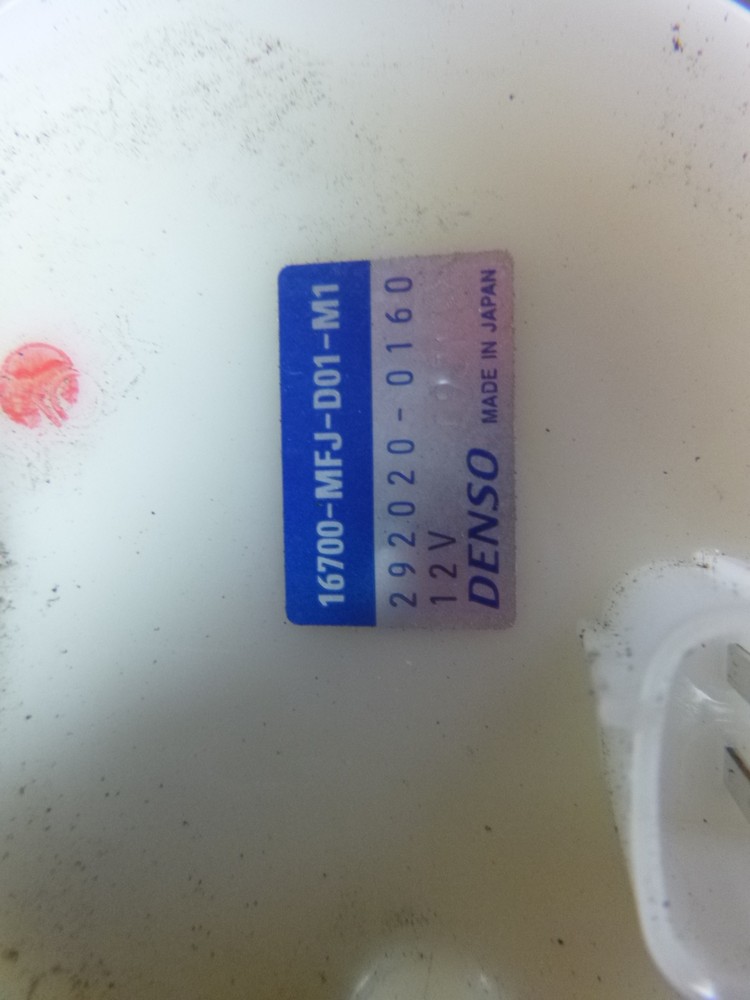 16700-MFJ-D01-M1
292020-0160
12V
DENSO MADE IN JAPAN